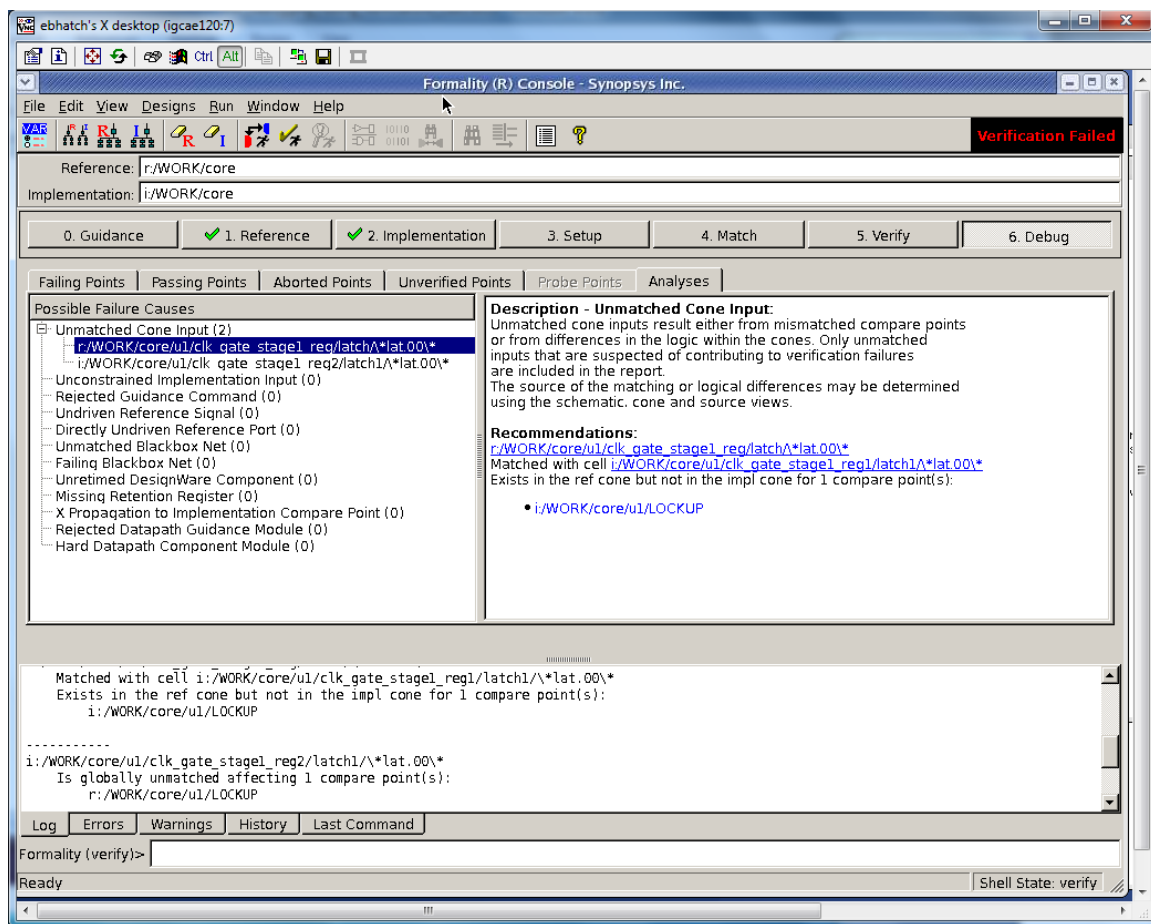 ebhatch's X desktop (igcae120:7)
Ctrl Alt
Formality (R) Console - Synopsys Inc.
File Edit View Designs Run Window Help
Verification Failed
Reference: r:/WORK/core
Implementation: i:/WORK/core
0. Guidance 1. Reference 2. Implementation 3. Setup 4. Match 5. Verify 6. Debug
Failing Points Passing Points Aborted Points Unverified Points Probe Points Analyses
Possible Failure Causes
Unmatched Cone Input (2)
r:/WORK/core/u1/clk_gate_stage1_reg/latch/\*lat.00\*
i:/WORK/core/u1/clk_gate_stage1_reg2/latch1/\*lat.00\*
Unconstrained Implementation Input (0)
Rejected Guidance Command (0)
Undriven Reference Signal (0)
Directly Undriven Reference Port (0)
Unmatched Blackbox Net (0)
Failing Blackbox Net (0)
Unretimed DesignWare Component (0)
Missing Retention Register (0)
X Propagation to Implementation Compare Point (0)
Rejected Datapath Guidance Module (0)
Hard Datapath Component Module (0)
Description - Unmatched Cone Input:
Unmatched cone inputs result either from mismatched compare points
or from differences in the logic within the cones. Only unmatched
inputs that are suspected of contributing to verification failures
are included in the report.
The source of the matching or logical differences may be determined
using the schematic, cone and source views.
Recommendations:
r:/WORK/core/u1/clk_gate_stage1_reg/latch/\*lat.00\*
Matched with cell i:/WORK/core/u1/clk_gate_stage1_reg1/latch1/\*lat.00\*
Exists in the ref cone but not in the impl cone for 1 compare point(s):
• i:/WORK/core/u1/LOCKUP
Matched with cell i:/WORK/core/u1/clk_gate_stage1_reg1/latch1/\*lat.00\*
Exists in the ref cone but not in the impl cone for 1 compare point(s):
i:/WORK/core/u1/LOCKUP
-----------
i:/WORK/core/u1/clk_gate_stage1_reg2/latch1/\*lat.00\*
Is globally unmatched affecting 1 compare point(s):
r:/WORK/core/u1/LOCKUP
Log Errors Warnings History Last Command
Formality (verify)>
Ready Shell State: verify